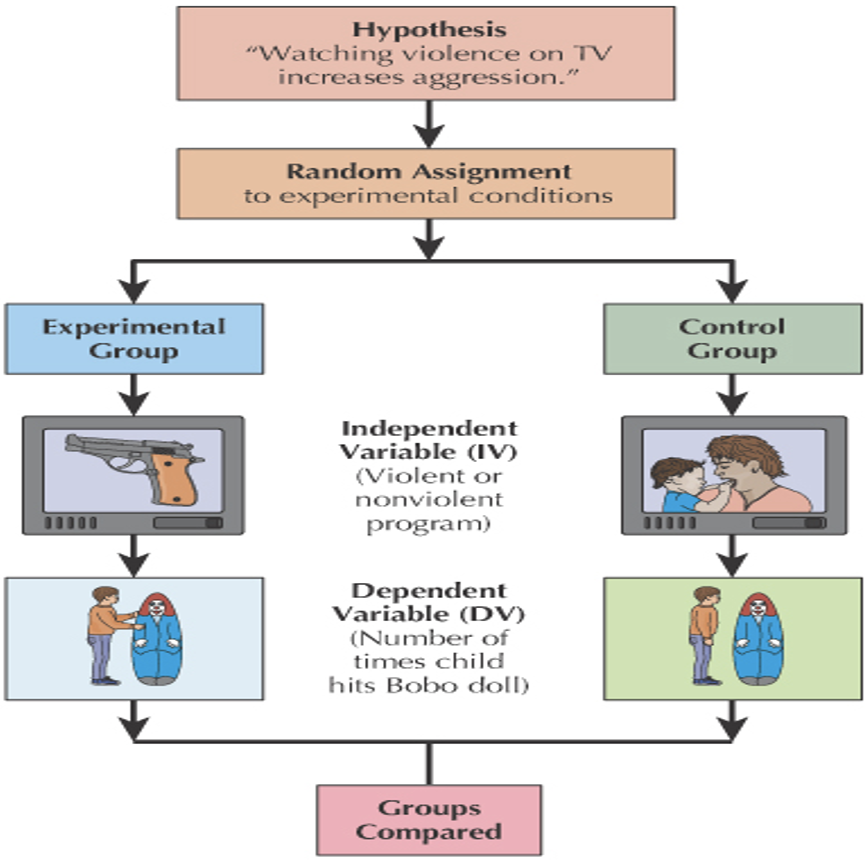 Hypothesis
“Watching violence on TV
increases aggression.”
Random Assignment
to experimental conditions
Experimental
Group
Control
Group
Independent
Variable (IV)
(Violent or
nonviolent
program)
Dependent
Variable (DV)
(Number of
times child
hits Bobo doll)
Groups
Compared